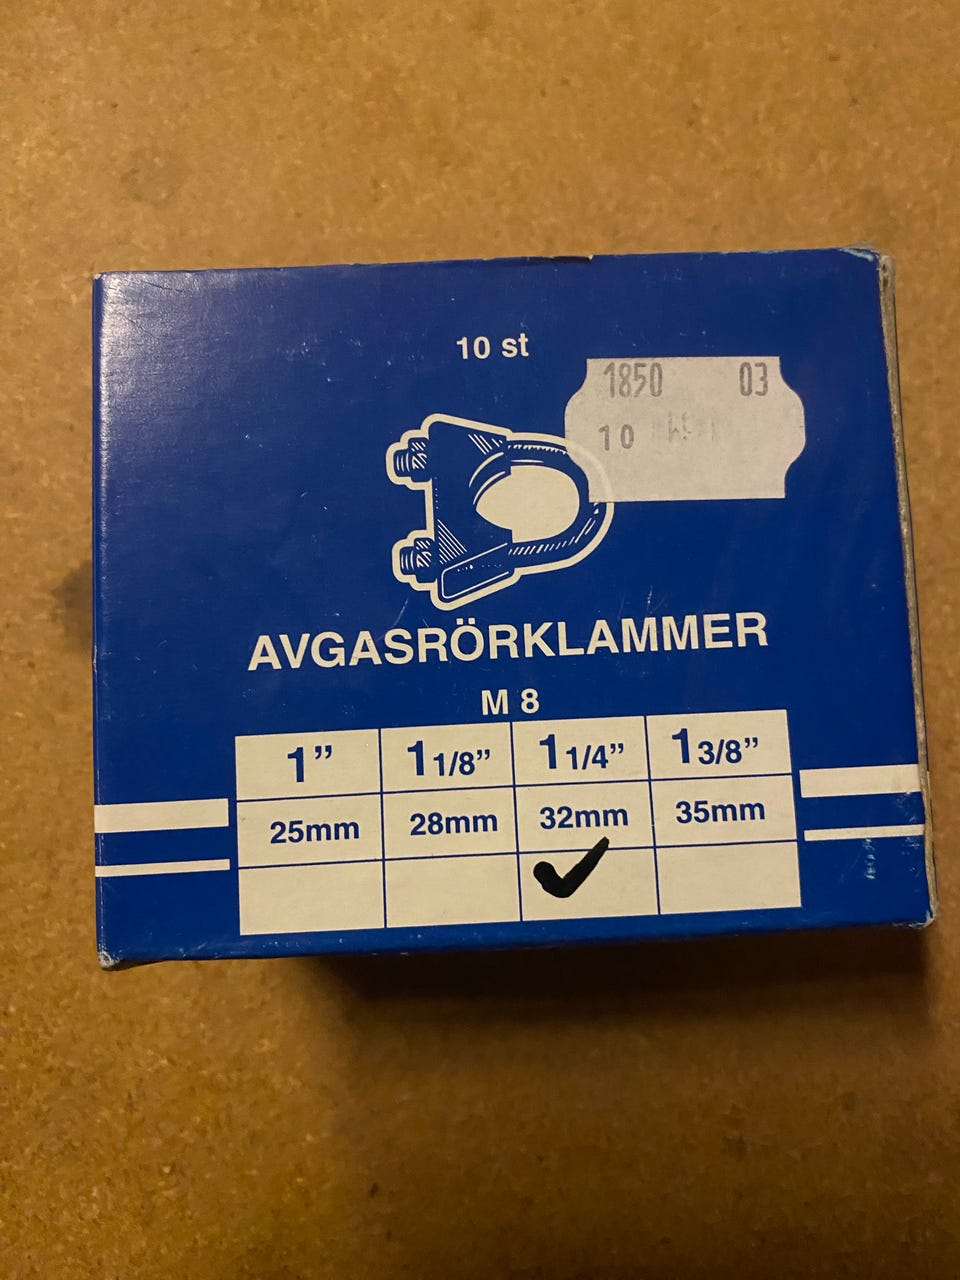 10 st
1850 03
10
AVGASRÖRKLAMMER
M 8
1” 1 1/8” 1 1/4” 1 3/8”
25mm 28mm 32mm 35mm